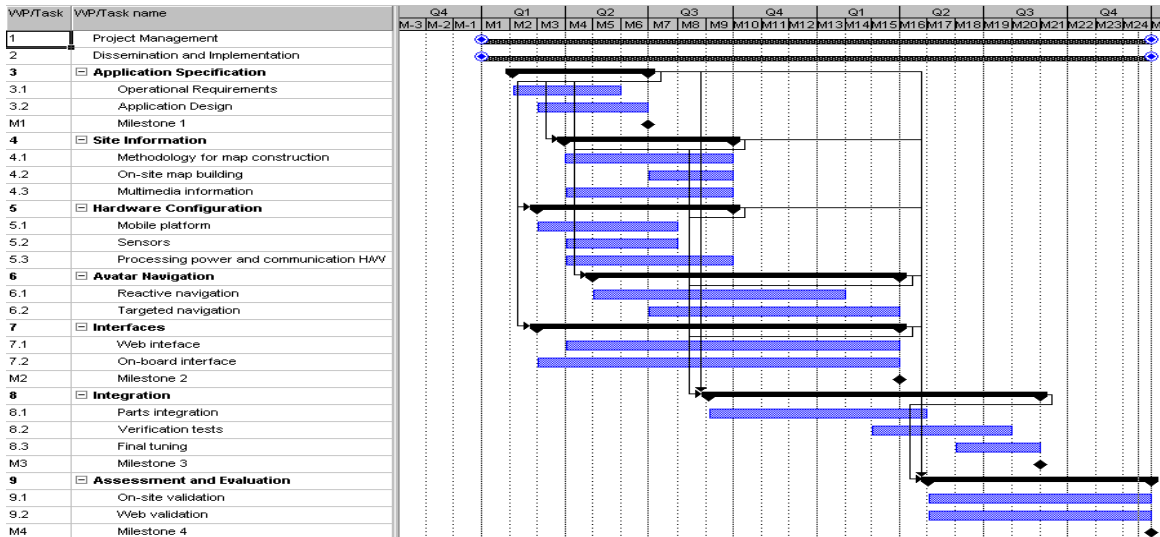 WP/Task WP/Task name Q4 Q1 Q2 Q3 Q4 Q1 Q2 Q3 Q4
M-3 M-2 M-1 M1 M2 M3 M4 M5 M6 M7 M8 M9 M10 M11 M12 M13 M14 M15 M16 M17 M18 M19 M20 M21 M22 M23 M24 M
1 Project Management
2 Dissemination and Implementation
3 Application Specification
3.1 Operational Requirements
3.2 Application Design
M1 Milestone 1
4 Site Information
4.1 Methodology for map construction
4.2 On-site map building
4.3 Multimedia information
5 Hardware Configuration
5.1 Mobile platform
5.2 Sensors
5.3 Processing power and communication H/W
6 Avatar Navigation
6.1 Reactive navigation
6.2 Targeted navigation
7 Interfaces
7.1 Web inteface
7.2 On-board interface
M2 Milestone 2
8 Integration
8.1 Parts integration
8.2 Verification tests
8.3 Final tuning
M3 Milestone 3
9 Assessment and Evaluation
9.1 On-site validation
9.2 Web validation
M4 Milestone 4